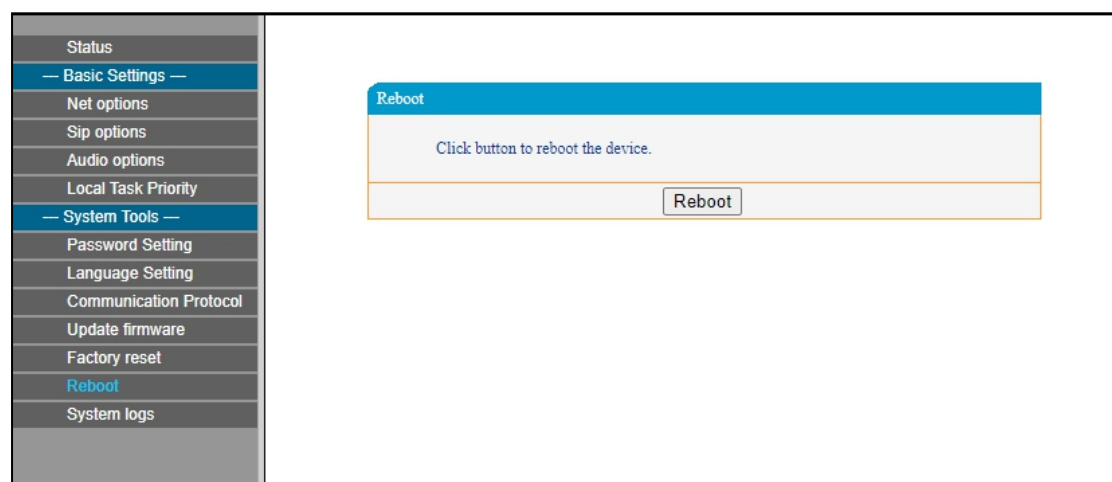 Status
— Basic Settings —
Net options
Sip options
Audio options
Local Task Priority
— System Tools —
Password Setting
Language Setting
Communication Protocol
Update firmware
Factory reset
Reboot
System logs
Reboot
Click button to reboot the device.
Reboot